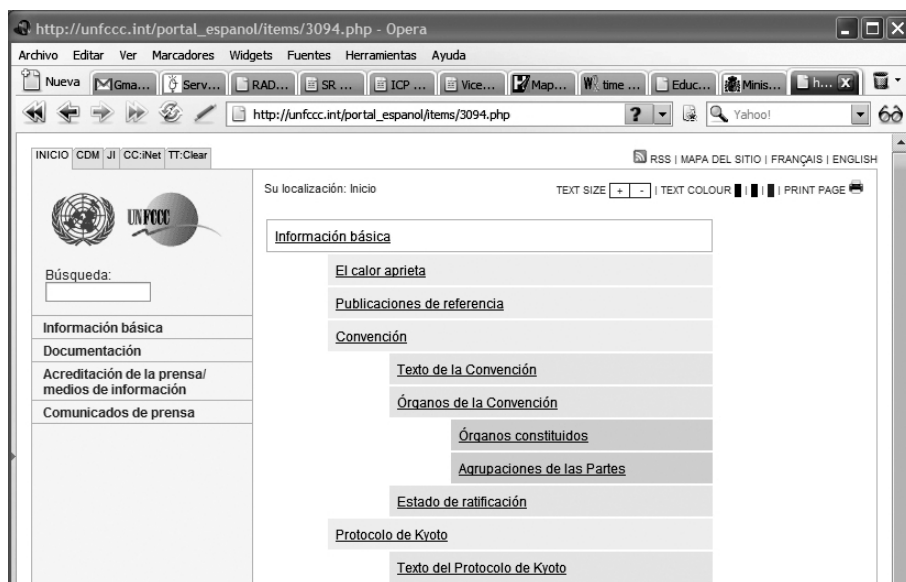 http://unfccc.int/portal_espanol/items/3094.php - Opera
Archivo Editar Ver Marcadores Widgets Fuentes Herramientas Ayuda
Nueva Gma... Serv... RAD... SR ... ICP ... Vice... Map... time ... Educ... Minis... h...
http://unfccc.int/portal_espanol/items/3094.php ? Yahoo!
INICIO CDM JI CC:iNet TT:Clear
RSS | MAPA DEL SITIO | FRANÇAIS | ENGLISH
Su localización: Inicio
TEXT SIZE + - | TEXT COLOUR | | | PRINT PAGE
UNFCCC
Búsqueda:
Información básica
Documentación
Acreditación de la prensa/
medios de información
Comunicados de prensa
Información básica
El calor aprieta
Publicaciones de referencia
Convención
Texto de la Convención
Órganos de la Convención
Órganos constituidos
Agrupaciones de las Partes
Estado de ratificación
Protocolo de Kyoto
Texto del Protocolo de Kyoto